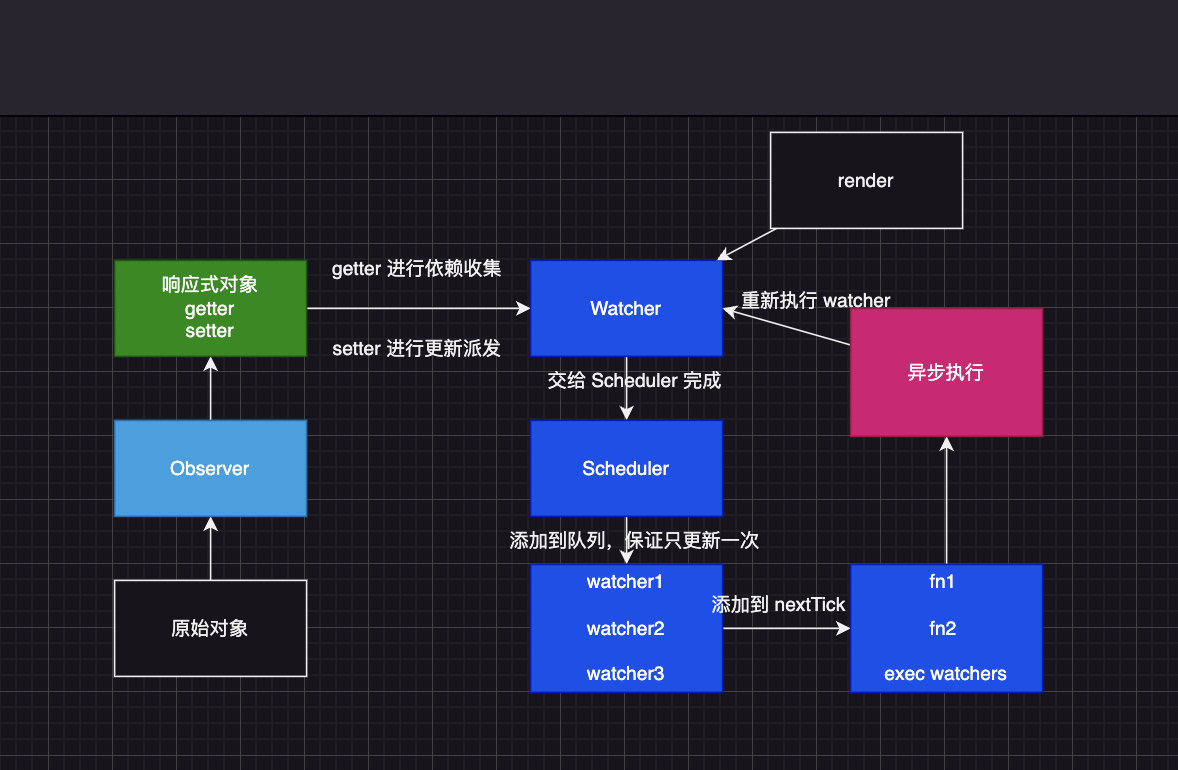 render
响应式对象
getter
setter
getter 进行依赖收集
setter 进行更新派发
Watcher
重新执行 watcher
异步执行
交给 Scheduler 完成
Observer
Scheduler
添加到队列，保证只更新一次
原始对象
watcher1
watcher2
watcher3
添加到 nextTick
fn1
fn2
exec watchers